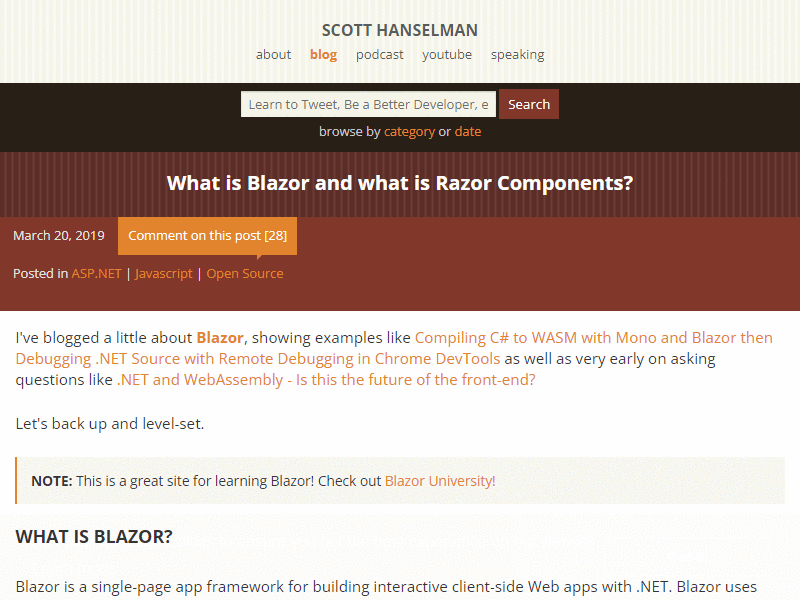 SCOTT HANSELMAN
about blog podcast youtube speaking
Learn to Tweet, Be a Better Developer, e Search
browse by category or date
What is Blazor and what is Razor Components?
March 20, 2019 Comment on this post [28]
Posted in ASP.NET | Javascript | Open Source
I've blogged a little about Blazor, showing examples like Compiling C# to WASM with Mono and Blazor then
Debugging .NET Source with Remote Debugging in Chrome DevTools as well as very early on asking
questions like .NET and WebAssembly - Is this the future of the front-end?
Let's back up and level-set.
NOTE: This is a great site for learning Blazor! Check out Blazor University!
WHAT IS BLAZOR?
Blazor is a single-page app framework for building interactive client-side Web apps with .NET. Blazor uses